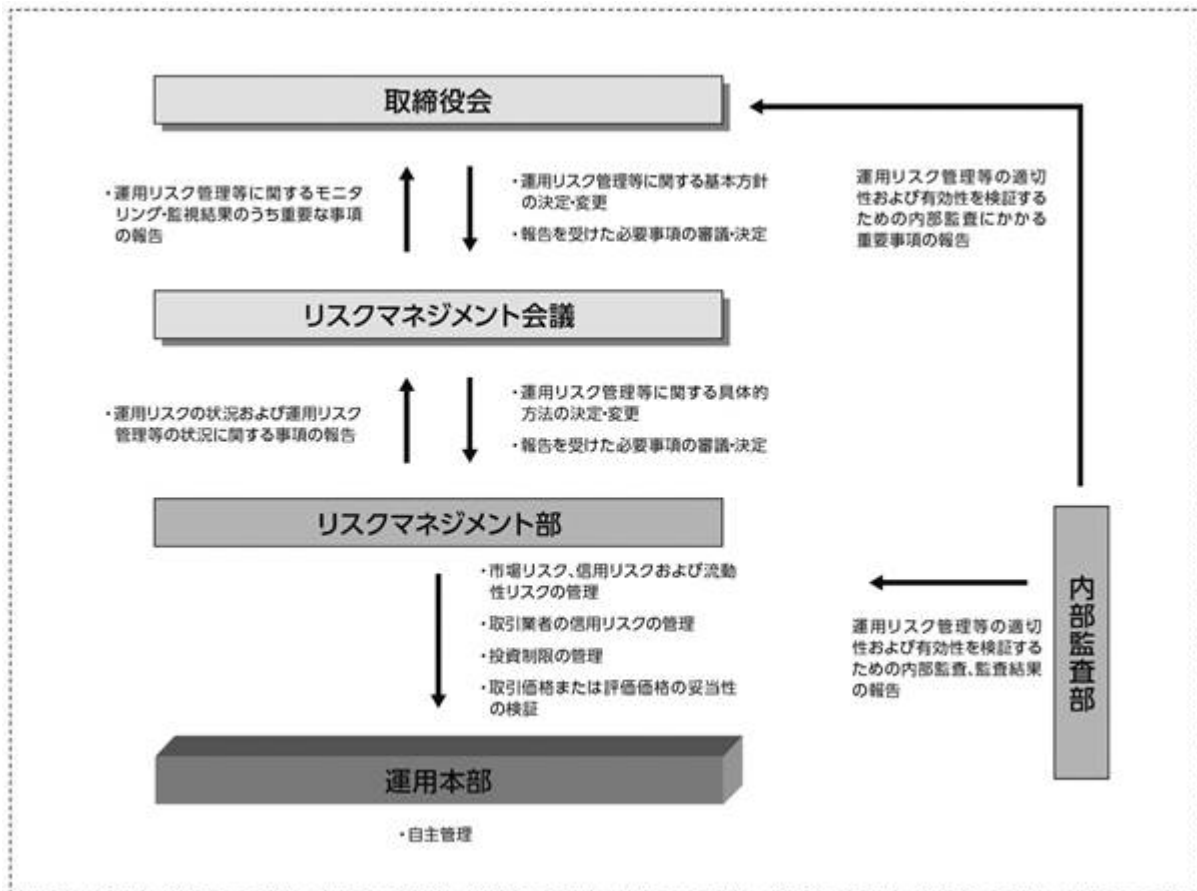 取締役会
・運用リスク管理等に関するモニタ
リング・監視結果のうち重要な事項
の報告
・運用リスク管理等に関する基本方針
の決定・変更
・報告を受けた必要事項の審議・決定
運用リスク管理等の適切
性および有効性を検証する
ための内部監査にかかる
重要事項の報告
リスクマネジメント会議
・運用リスクの状況および運用リスク
管理等の状況に関する事項の報告
・運用リスク管理等に関する具体的
方法の決定・変更
・報告を受けた必要事項の審議・決定
リスクマネジメント部
・市場リスク、信用リスクおよび流動
性リスクの管理
・取引業者の信用リスクの管理
・投資制限の管理
・取引価格または評価価格の妥当性
の検証
運用リスク管理等の適切
性および有効性を検証する
ための内部監査、監査結果
の報告
内部監査部
運用本部
・自主管理